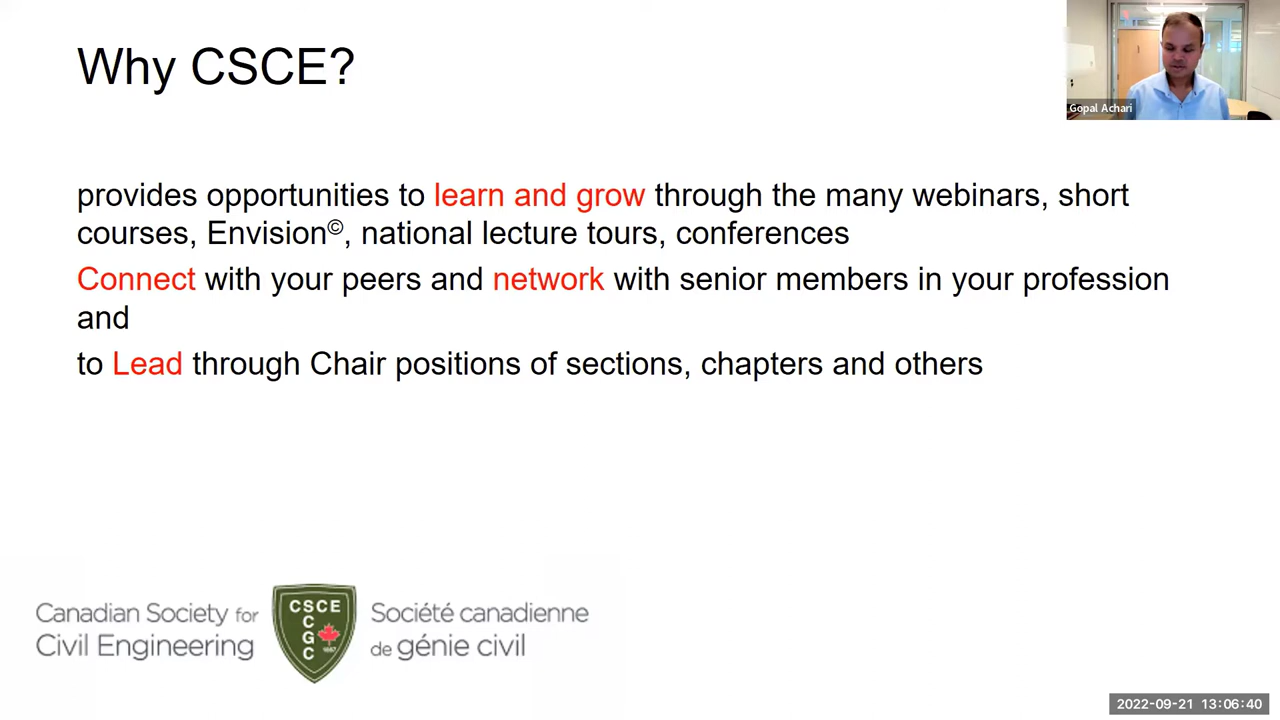 Why CSCE?
Gopal Achari
provides opportunities to learn and grow through the many webinars, short
courses, Envision©, national lecture tours, conferences
Connect with your peers and network with senior members in your profession
and
to Lead through Chair positions of sections, chapters and others
Canadian Society for
Civil Engineering
CSCE
C
G
C
1887
Société canadienne
de génie civil
2022-09-21 13:06:40